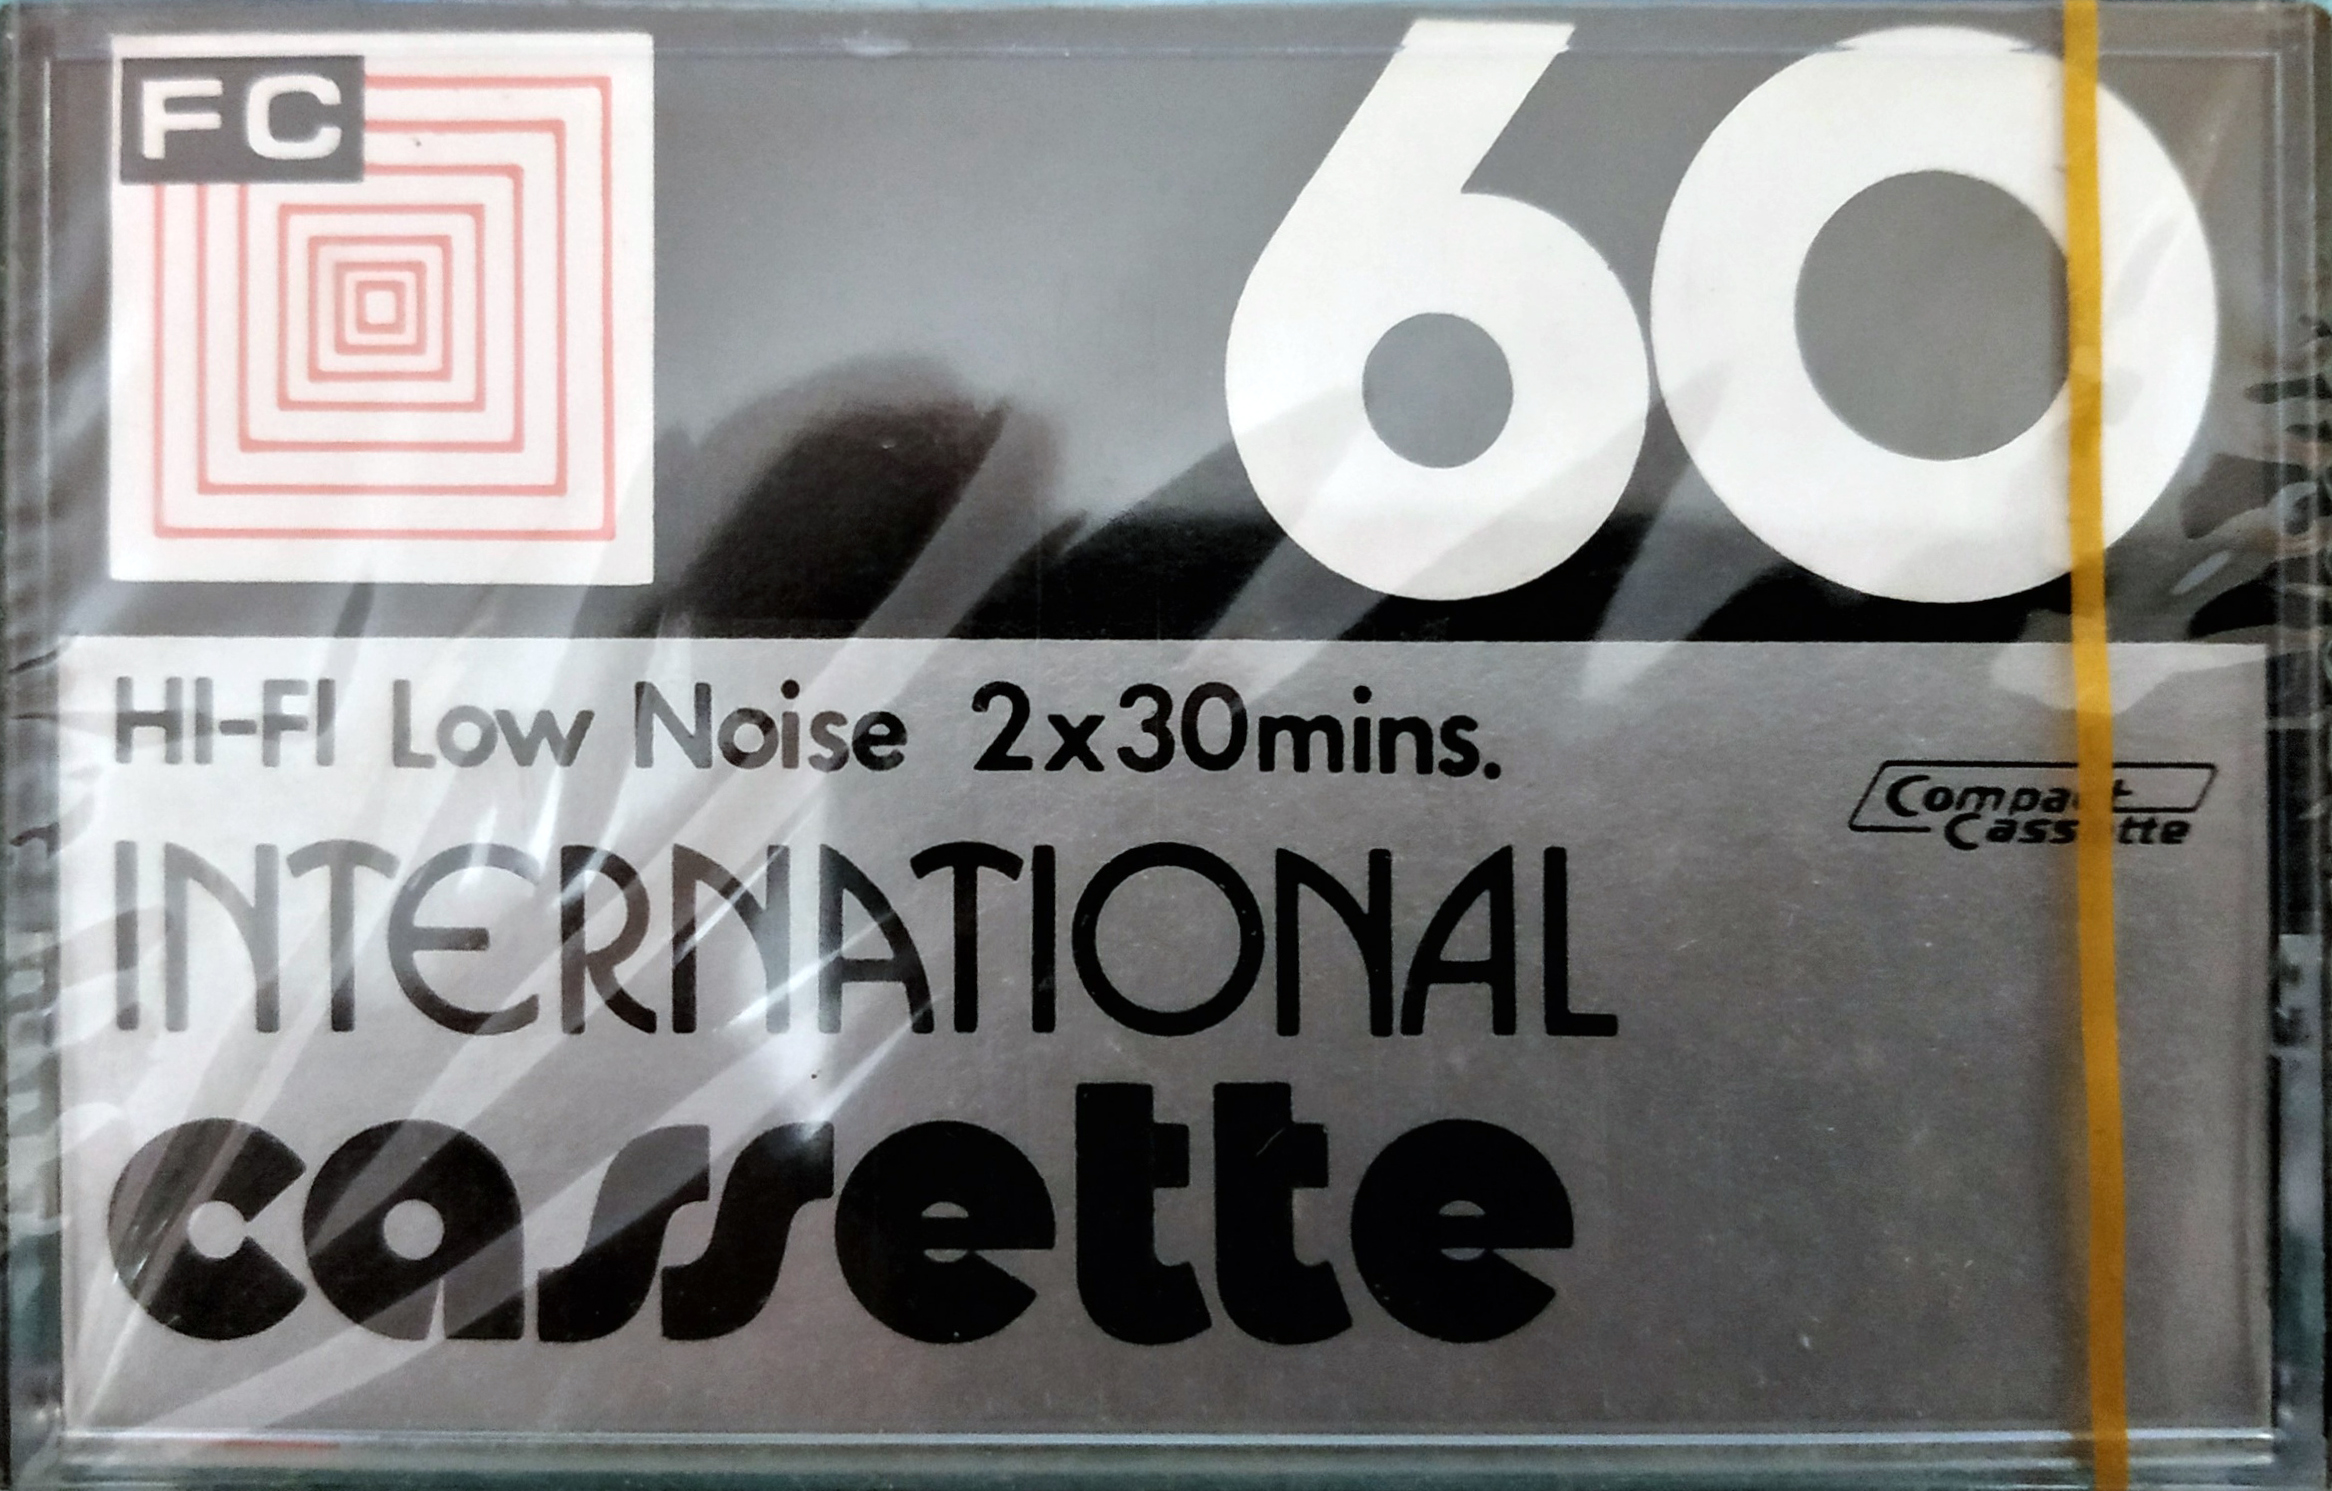 FC
60
HI-FI Low Noise 2x30mins.
Compact
Cassette
INTERNATIONAL
cassette